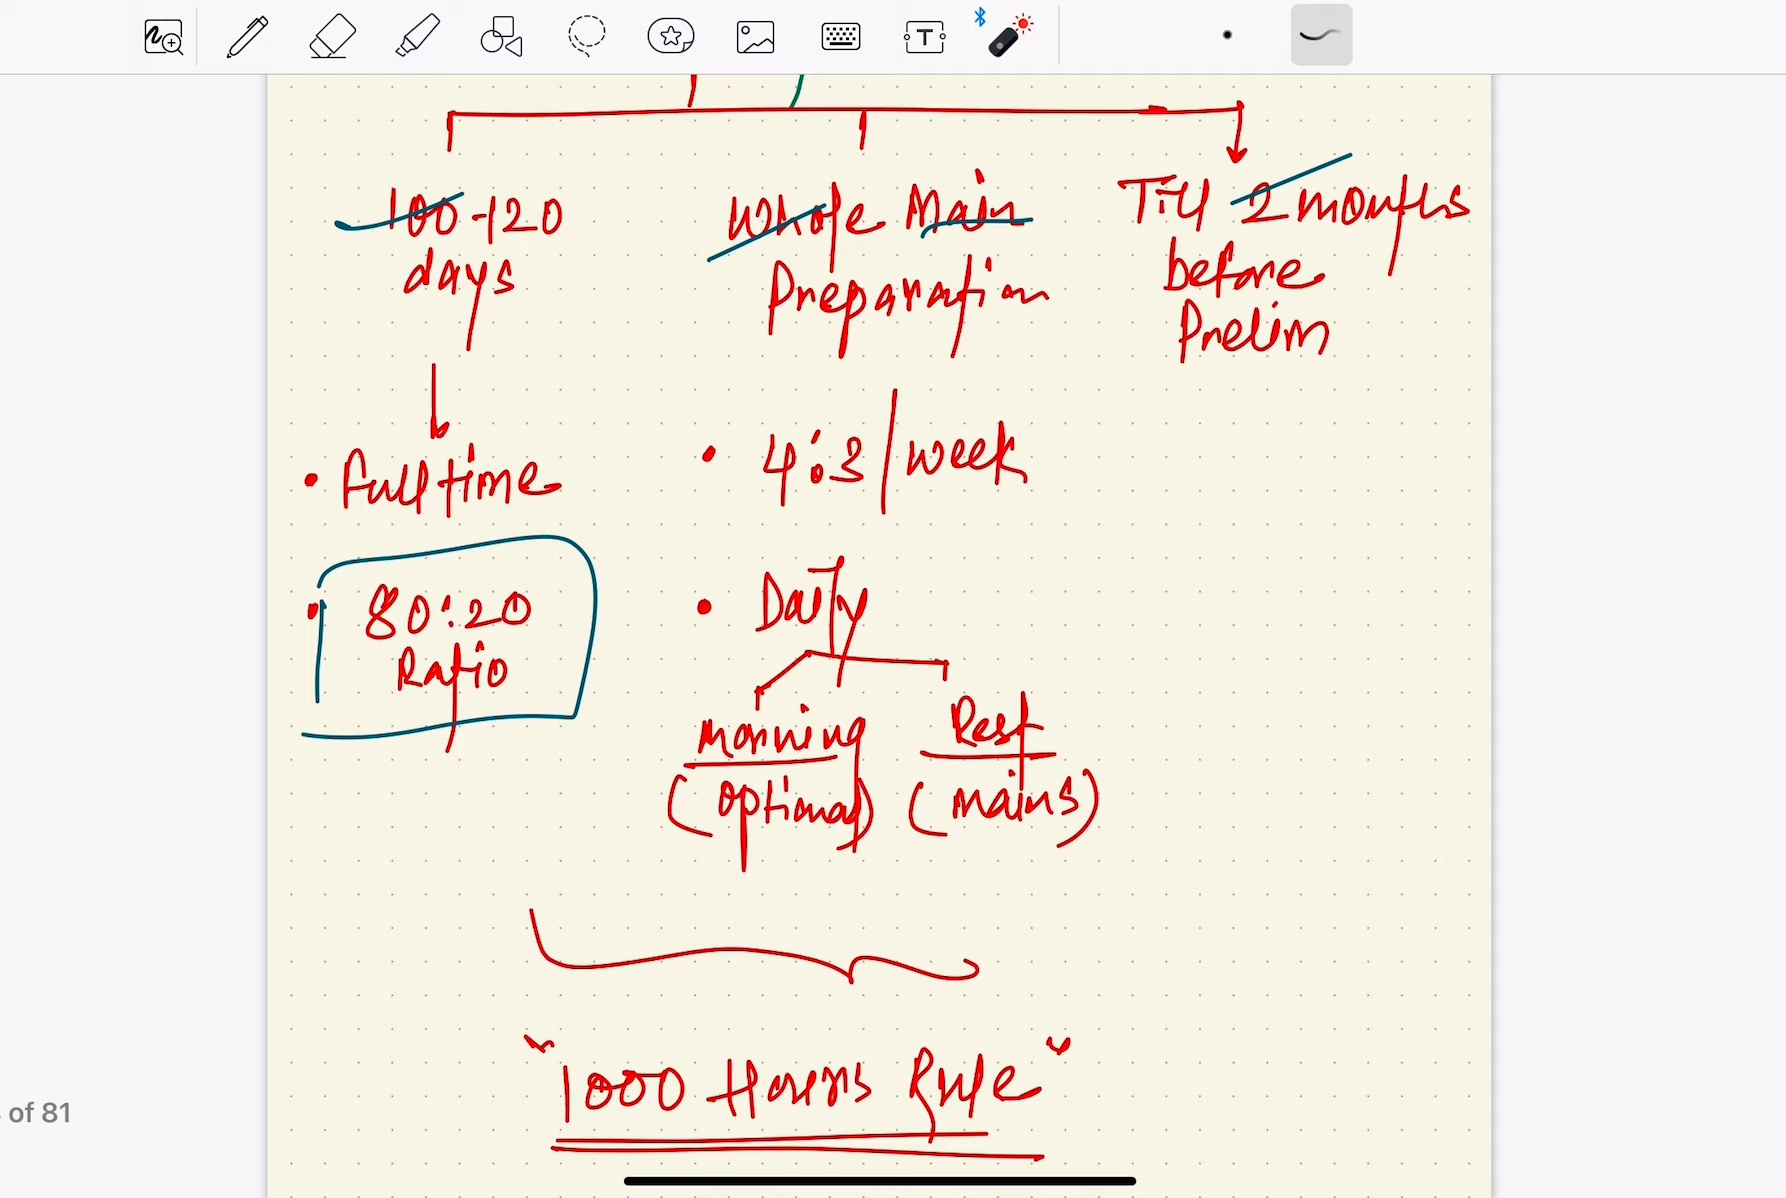 100-120
days
Whole Main
Preparation
Till 2 months
before
Prelim
• Full time
• 4:3/week
• 80:20
Ratio
• Daily
Morning
(optional)
Rest
(mains)
"1000 Hours Rule"
of 81
T